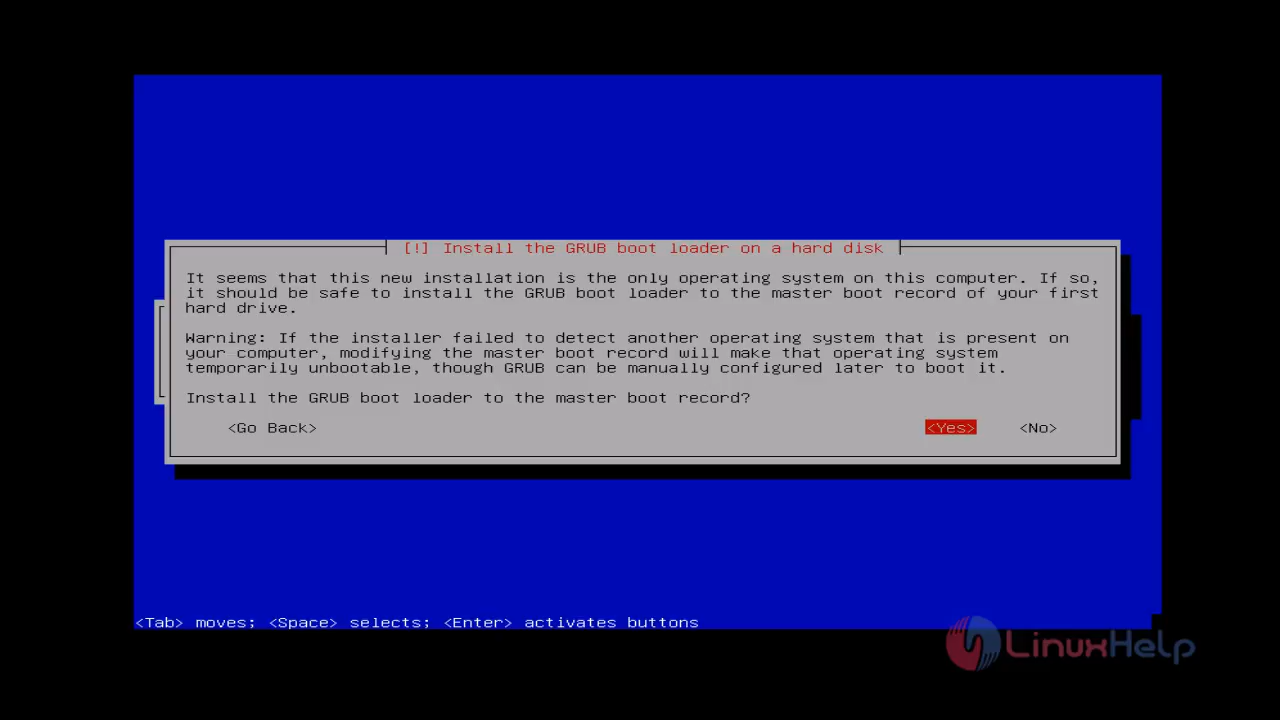 [!] Install the GRUB boot loader on a hard disk
It seems that this new installation is the only operating system on this computer. If so,
it should be safe to install the GRUB boot loader to the master boot record of your first
hard drive.
Warning: If the installer failed to detect another operating system that is present on
your computer, modifying the master boot record will make that operating system
temporarily unbootable, though GRUB can be manually configured later to boot it.
Install the GRUB boot loader to the master boot record?
<Go Back> <Yes> <No>
<Tab> moves; <Space> selects; <Enter> activates buttons
LinuxHelp